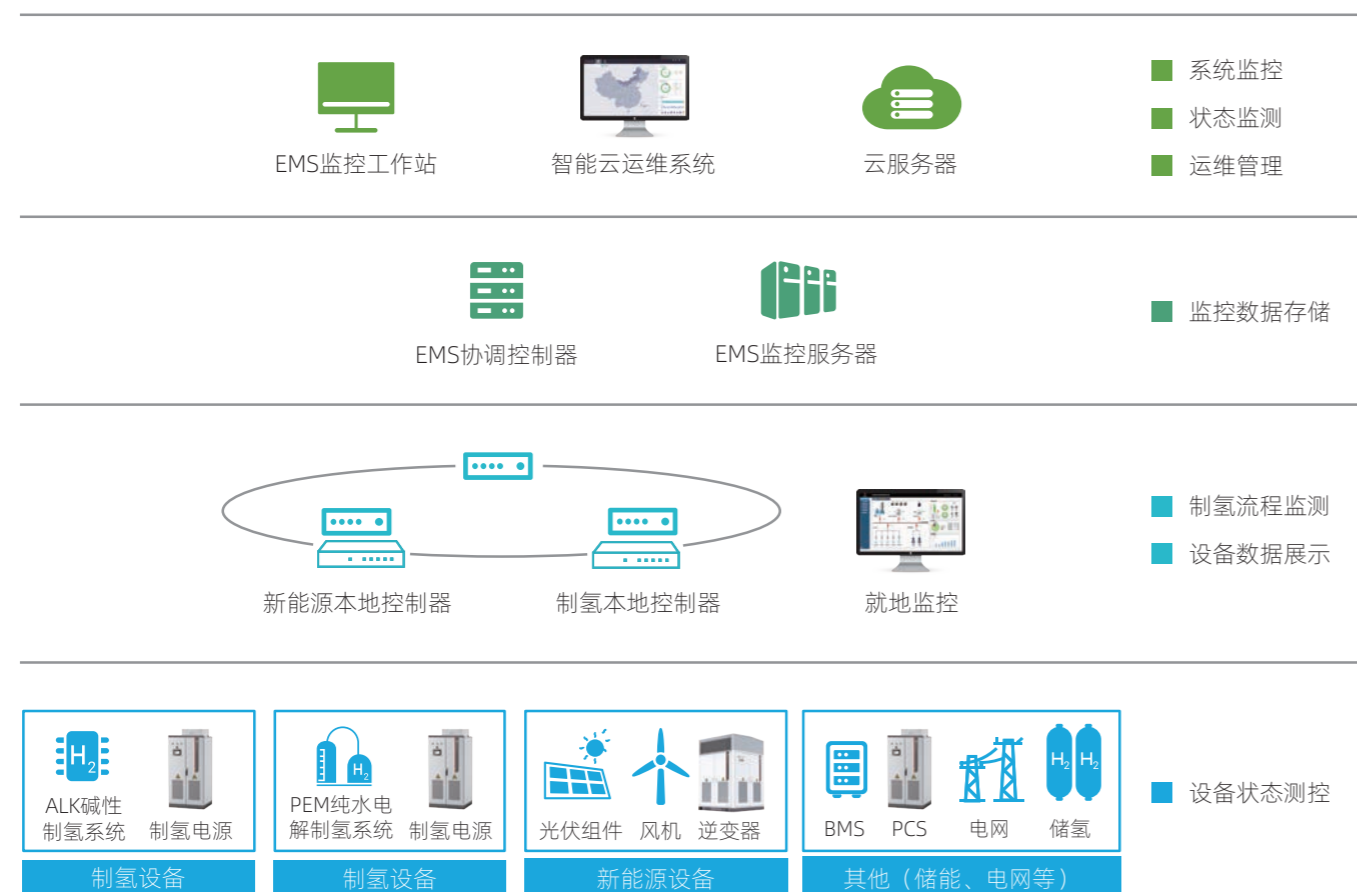 系统监控
状态监测
运维管理
EMS监控工作站
智能云运维系统
云服务器
监控数据存储
EMS协调控制器
EMS监控服务器
制氢流程监测
设备数据展示
新能源本地控制器
制氢本地控制器
就地监控
H2
ALK碱性
制氢系统
制氢电源
制氢设备
H2
PEM纯水电
解制氢系统
制氢电源
制氢设备
光伏组件
风机
逆变器
新能源设备
BMS
PCS
电网
H2
H2
储氢
其他（储能、电网等）
设备状态测控